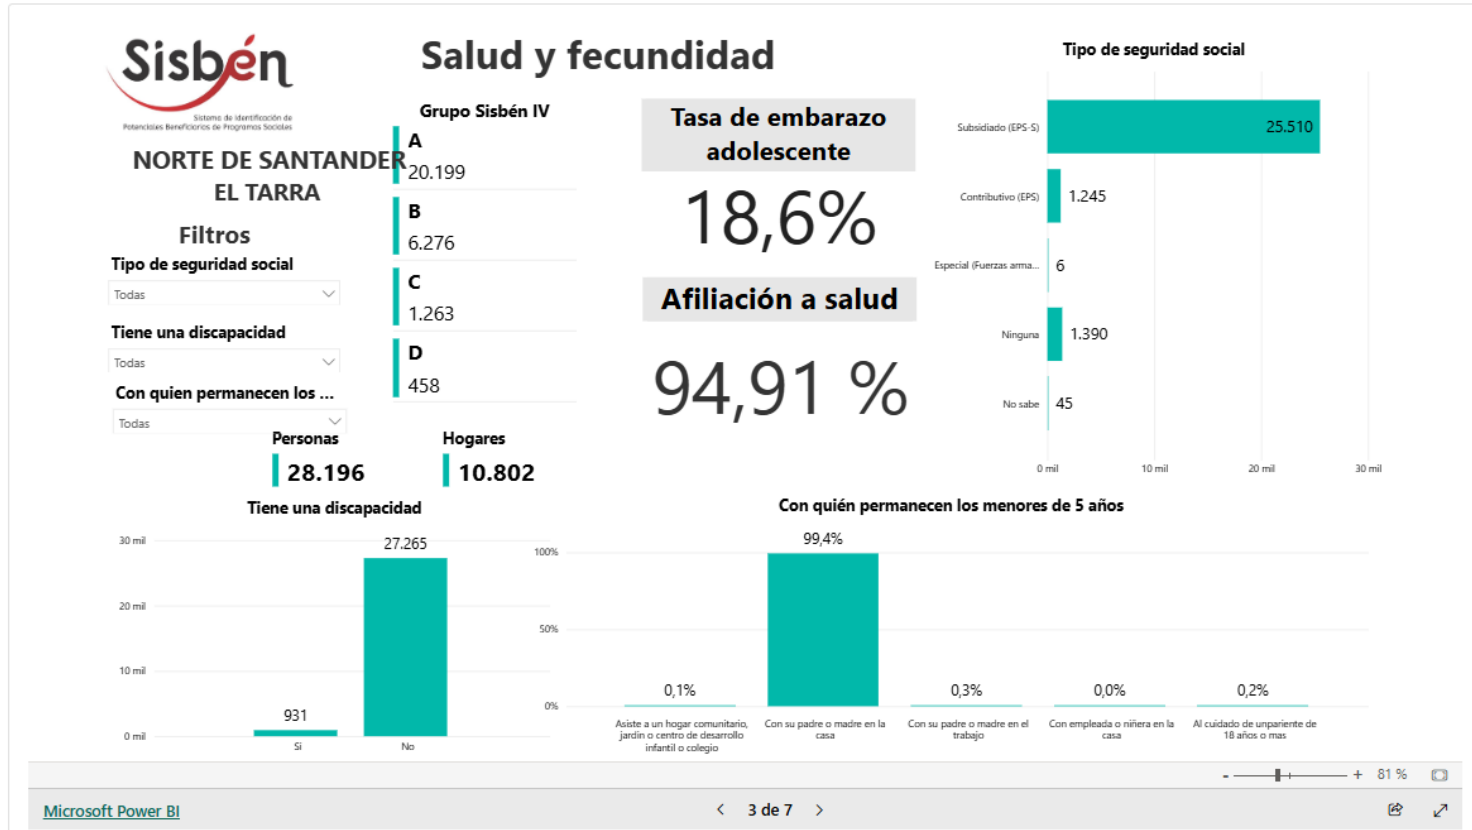 Sisbén
Sistema de Identificación de
Potenciales Beneficiarios de Programas Sociales
NORTE DE SANTANDER
EL TARRA
Filtros
Tipo de seguridad social
Todas
Tiene una discapacidad
Todas
Con quien permanecen los ...
Todas
Salud y fecundidad
Grupo Sisbén IV
A
20.199
B
6.276
C
1.263
D
458
Personas
28.196
Hogares
10.802
Tasa de embarazo
adolescente
18,6%
Afiliación a salud
94,91 %
Tipo de seguridad social
Subsidiado (EPS-S)
25.510
Contributivo (EPS)
1.245
Especial (Fuerzas arma...
6
Ninguna
1.390
No sabe
45
0 mil
10 mil
20 mil
30 mil
Tiene una discapacidad
30 mil
20 mil
10 mil
0 mil
931
27.265
Si
No
Con quién permanecen los menores de 5 años
100%
50%
0%
0,1%
99,4%
0,3%
0,0%
0,2%
Asiste a un hogar comunitario,
jardín o centro de desarrollo
infantil o colegio
Con su padre o madre en la
casa
Con su padre o madre en el
trabajo
Con empleada o niñera en la
casa
Al cuidado de unpariente de
18 años o mas
- + 81 %
Microsoft Power BI
3 de 7